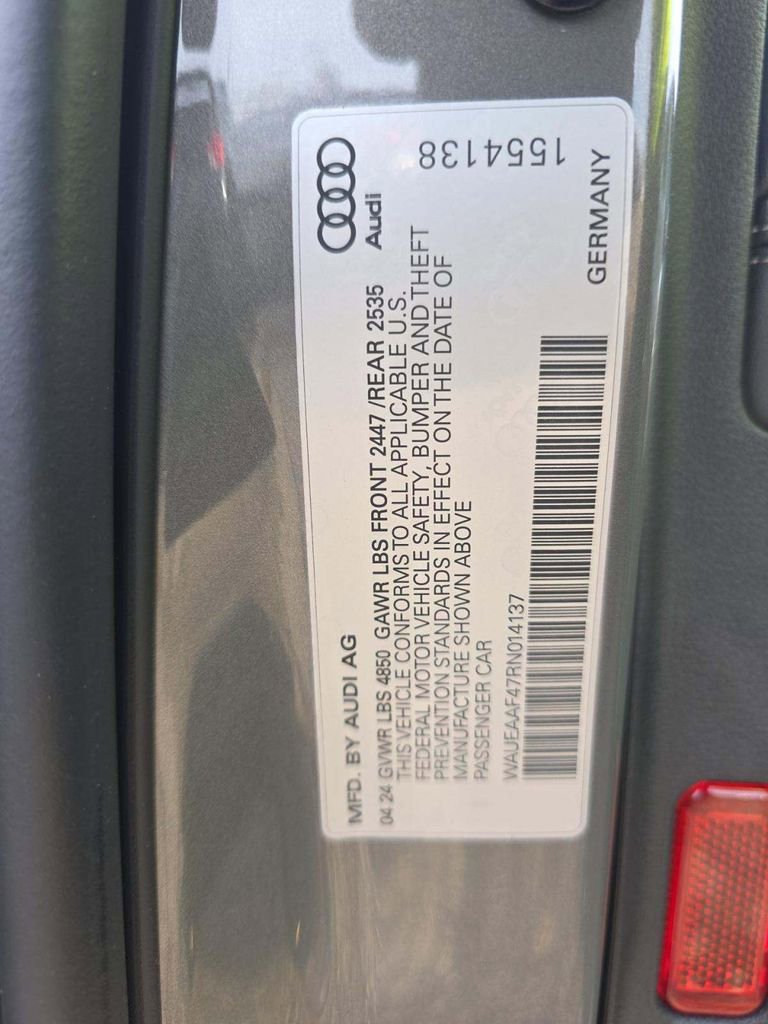 Audi
1554138
MFD. BY AUDI AG
04 24 GVWR LBS 4850 GAWR LBS FRONT 2447 /REAR 2535
THIS VEHICLE CONFORMS TO ALL APPLICABLE U.S.
FEDERAL MOTOR VEHICLE SAFETY, BUMPER AND THEFT
PREVENTION STANDARDS IN EFFECT ON THE DATE OF
MANUFACTURE SHOWN ABOVE
PASSENGER CAR
WAUEAAF47RN014137
GERMANY